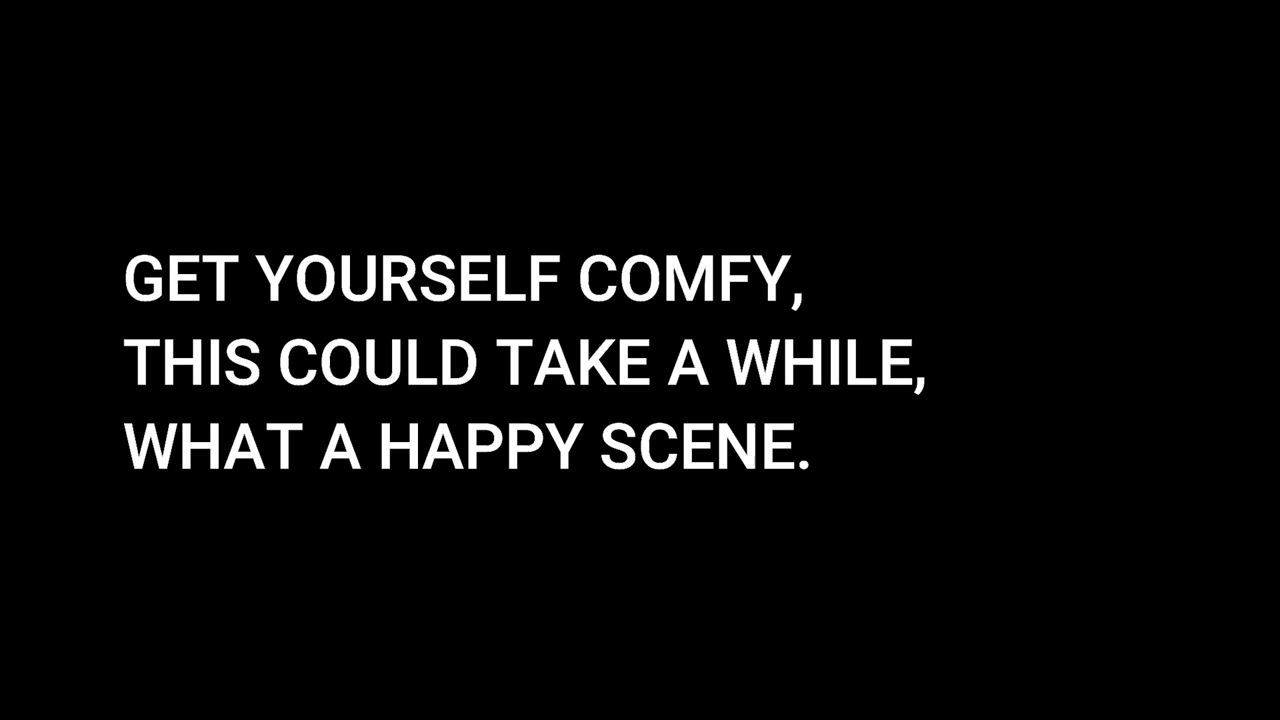 GET YOURSELF COMFY,
THIS COULD TAKE A WHILE,
WHAT A HAPPY SCENE.